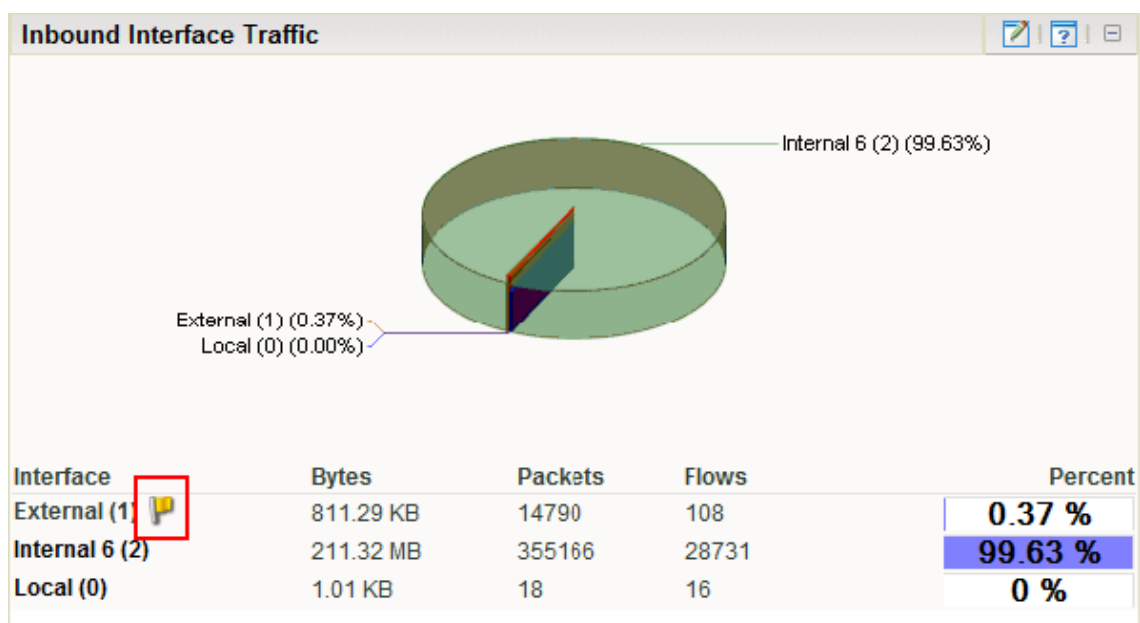 Inbound Interface Traffic
Internal 6 (2) (99.63%)
External (1) (0.37%)
Local (0) (0.00%)
Interface Bytes Packets Flows Percent
External (1) 811.29 KB 14790 108 0.37 %
Internal 6 (2) 211.32 MB 355166 28731 99.63 %
Local (0) 1.01 KB 18 16 0 %